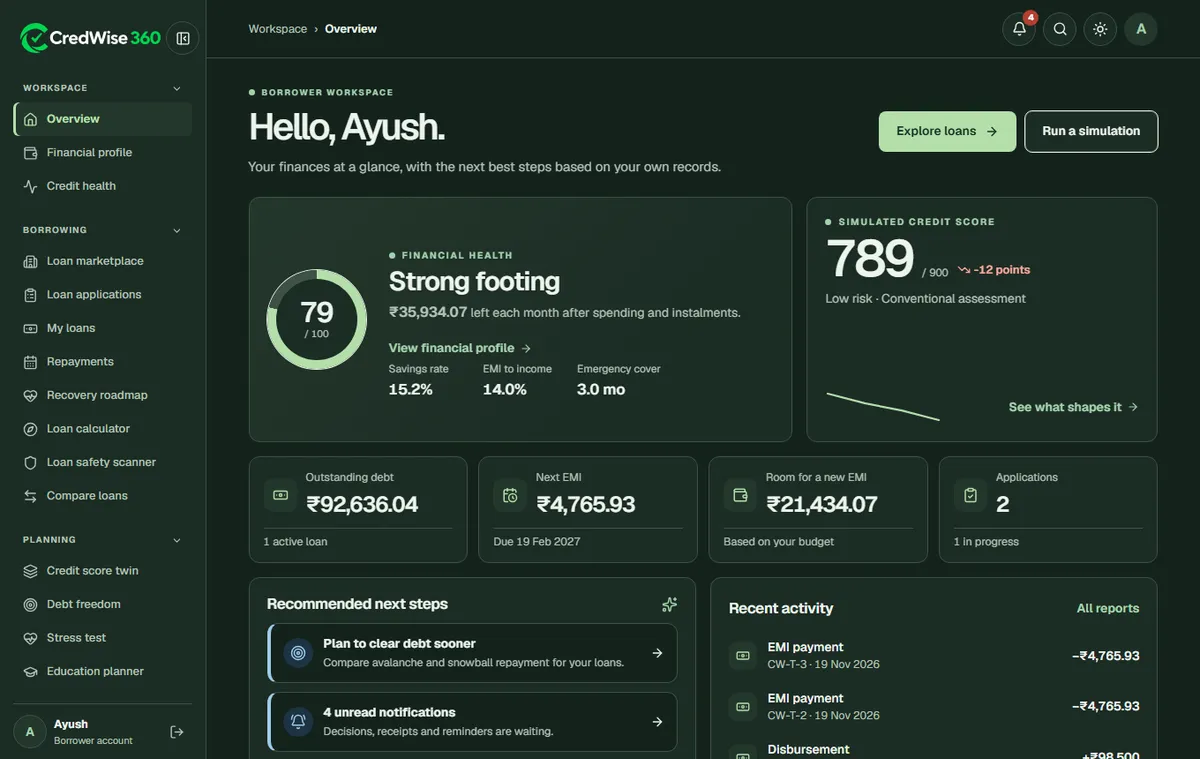 CredWise 360
WORKSPACE
Overview
Financial profile
Credit health
BORROWING
Loan marketplace
Loan applications
My loans
Repayments
Recovery roadmap
Loan calculator
Loan safety scanner
Compare loans
PLANNING
Credit score twin
Debt freedom
Stress test
Education planner
A
Ayush
Borrower account
Workspace › Overview
4
A
BORROWER WORKSPACE
Hello, Ayush.
Your finances at a glance, with the next best steps based on your own records.
Explore loans →
Run a simulation
79
/ 100
FINANCIAL HEALTH
Strong footing
₹35,934.07 left each month after spending and instalments.
View financial profile →
Savings rate
15.2%
EMI to income
14.0%
Emergency cover
3.0 mo
SIMULATED CREDIT SCORE
789 / 900 -12 points
Low risk · Conventional assessment
See what shapes it →
Outstanding debt
₹92,636.04
1 active loan
Next EMI
₹4,765.93
Due 19 Feb 2027
Room for a new EMI
₹21,434.07
Based on your budget
Applications
2
1 in progress
Recommended next steps
Plan to clear debt sooner
Compare avalanche and snowball repayment for your loans.
4 unread notifications
Decisions, receipts and reminders are waiting.
Recent activity
All reports
EMI payment
CW-T-3 · 19 Nov 2026
−₹4,765.93
EMI payment
CW-T-2 · 19 Nov 2026
−₹4,765.93
Disbursement
+₹98,500